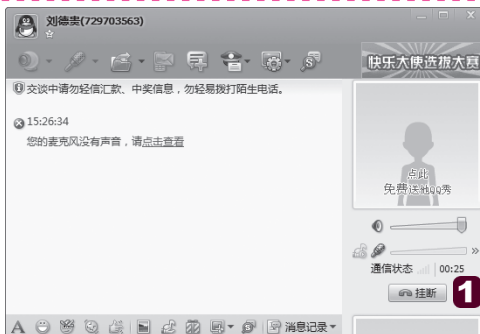 刘德贵(729703563)
快乐大使选拔大赛
交谈中请勿轻信汇款、中奖信息，勿轻易拨打陌生电话。
15:26:34
您的麦克风没有声音，请点击查看
点此
免费送她QQ秀
通信状态 00:25
挂断
1
A
消息记录